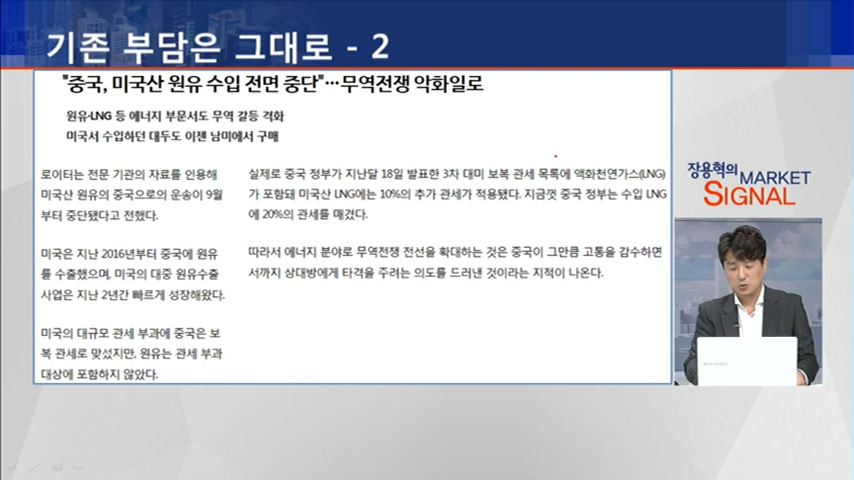 기존 부담은 그대로 - 2
"중국, 미국산 원유 수입 전면 중단"…무역전쟁 악화일로
원유·LNG 등 에너지 부문서도 무역 갈등 격화
미국서 수입하던 대두도 이젠 남미에서 구매
로이터는 전문 기관의 자료를 인용해
미국산 원유의 중국으로의 운송이 9월
부터 중단됐다고 전했다.
미국은 지난 2016년부터 중국에 원유
를 수출했으며, 미국의 대중 원유수출
사업은 지난 2년간 빠르게 성장해왔다.
미국의 대규모 관세 부과에 중국은 보
복 관세로 맞섰지만, 원유는 관세 부과
대상에 포함하지 않았다.
실제로 중국 정부가 지난달 18일 발표한 3차 대미 보복 관세 목록에 액화천연가스(LNG)
가 포함돼 미국산 LNG에는 10%의 추가 관세가 적용됐다. 지금껏 중국 정부는 수입 LNG
에 20%의 관세를 매겼다.
따라서 에너지 분야로 무역전쟁 전선을 확대하는 것은 중국이 그만큼 고통을 감수하면
서까지 상대방에게 타격을 주려는 의도를 드러낸 것이라는 지적이 나온다.
장용혁의 MARKET
SIGNAL